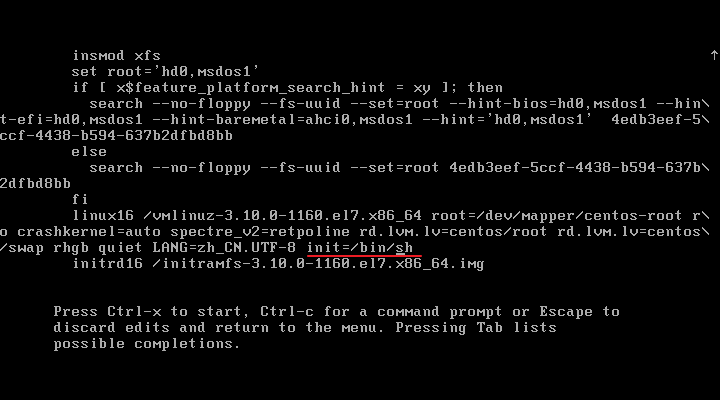 insmod xfs
set root='hd0,msdos1'
if [ x$feature_platform_search_hint = xy ]; then
search --no-floppy --fs-uuid --set=root --hint-bios=hd0,msdos1 --hin\
t-efi=hd0,msdos1 --hint-baremetal=ahci0,msdos1 --hint='hd0,msdos1'  4edb3eef-5\
ccf-4438-b594-637b2dfbd8bb
else
search --no-floppy --fs-uuid --set=root 4edb3eef-5ccf-4438-b594-637b\
2dfbd8bb
fi
linux16 /vmlinuz-3.10.0-1160.el7.x86_64 root=/dev/mapper/centos-root r\
o crashkernel=auto spectre_v2=retpoline rd.lvm.lv=centos/root rd.lvm.lv=centos\
/swap rhgb quiet LANG=zh_CN.UTF-8 init=/bin/sh
initrd16 /initramfs-3.10.0-1160.el7.x86_64.img
Press Ctrl-x to start, Ctrl-c for a command prompt or Escape to
discard edits and return to the menu. Pressing Tab lists
possible completions.